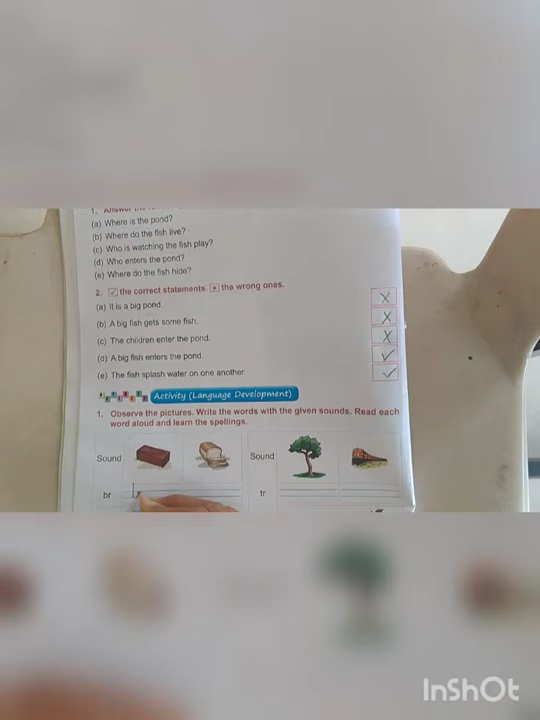 (a) Where is the pond?
(b) Where do the fish live?
(c) Who is watching the fish play?
(d) Who enters the pond?
(e) Where do the fish hide?
2. ✓ the correct statements. x the wrong ones.
(a) It is a big pond. X
(b) A big fish gets some fish. X
(c) The children enter the pond. X
(d) A big fish enters the pond. ✓
(e) The fish splash water on one another. ✓
Activity (Language Development)
1. Observe the pictures. Write the words with the given sounds. Read each
word aloud and learn the spellings.
Sound Sound
br tr
InShOt